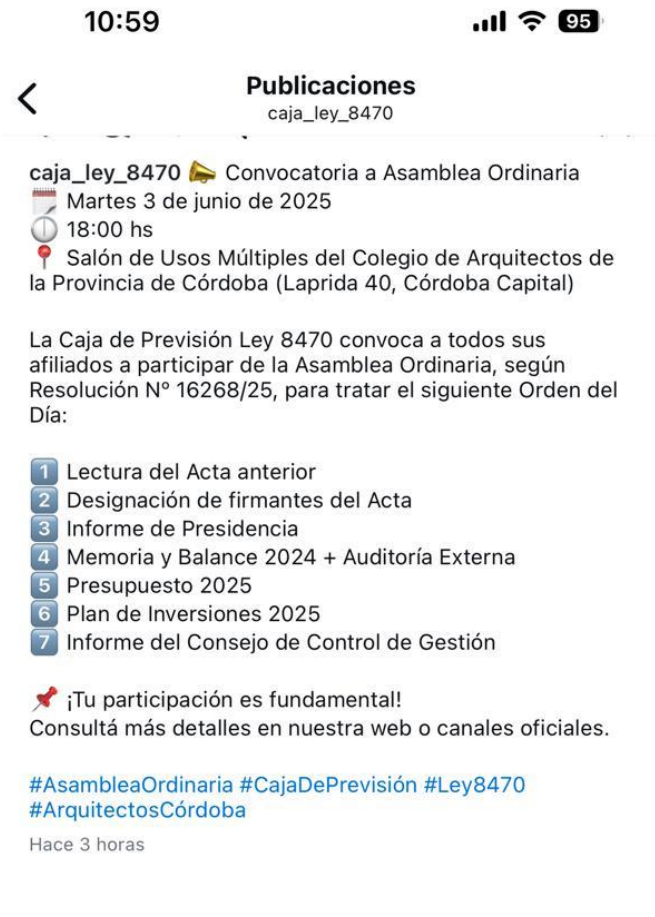 10:59
95
Publicaciones
caja_ley_8470
caja_ley_8470 📣 Convocatoria a Asamblea Ordinaria
🗓️ Martes 3 de junio de 2025
🕕 18:00 hs
📍 Salón de Usos Múltiples del Colegio de Arquitectos de
la Provincia de Córdoba (Laprida 40, Córdoba Capital)
La Caja de Previsión Ley 8470 convoca a todos sus
afiliados a participar de la Asamblea Ordinaria, según
Resolución N° 16268/25, para tratar el siguiente Orden del
Día:
1️⃣ Lectura del Acta anterior
2️⃣ Designación de firmantes del Acta
3️⃣ Informe de Presidencia
4️⃣ Memoria y Balance 2024 + Auditoría Externa
5️⃣ Presupuesto 2025
6️⃣ Plan de Inversiones 2025
7️⃣ Informe del Consejo de Control de Gestión
📌 ¡Tu participación es fundamental!
Consultá más detalles en nuestra web o canales oficiales.
#AsambleaOrdinaria #CajaDePrevisión #Ley8470
#ArquitectosCórdoba
Hace 3 horas